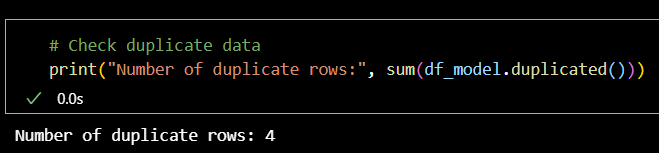 # Check duplicate data
print("Number of duplicate rows:", sum(df_model.duplicated()))
✓ 0.0s
Number of duplicate rows: 4